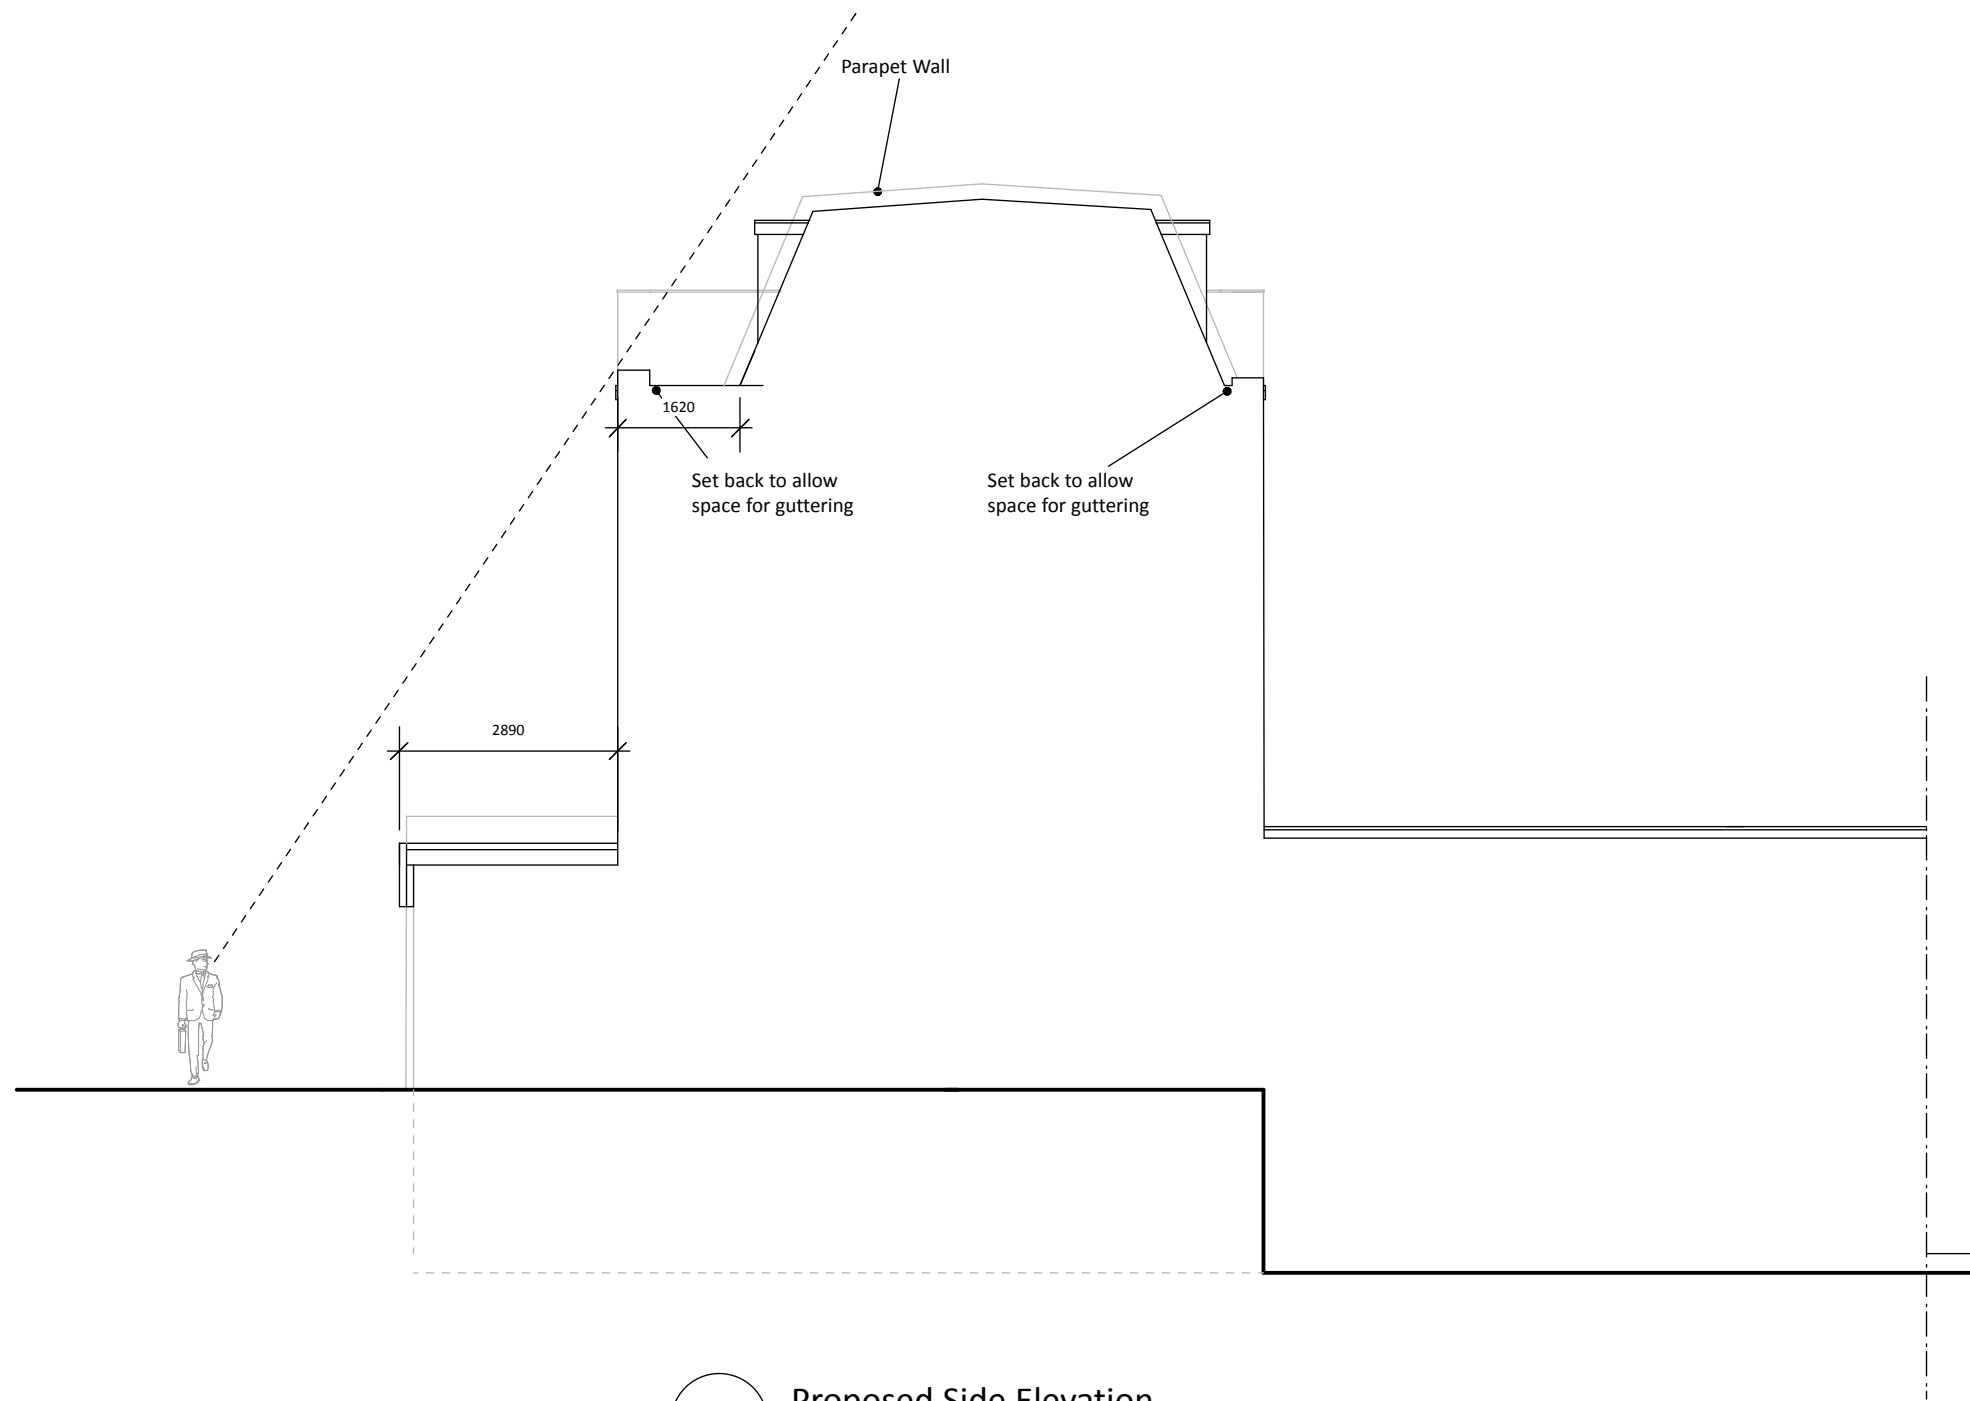 Parapet Wall
1620
Set back to allow
space for guttering
Set back to allow
space for guttering
2890
Proposed Side Elevation